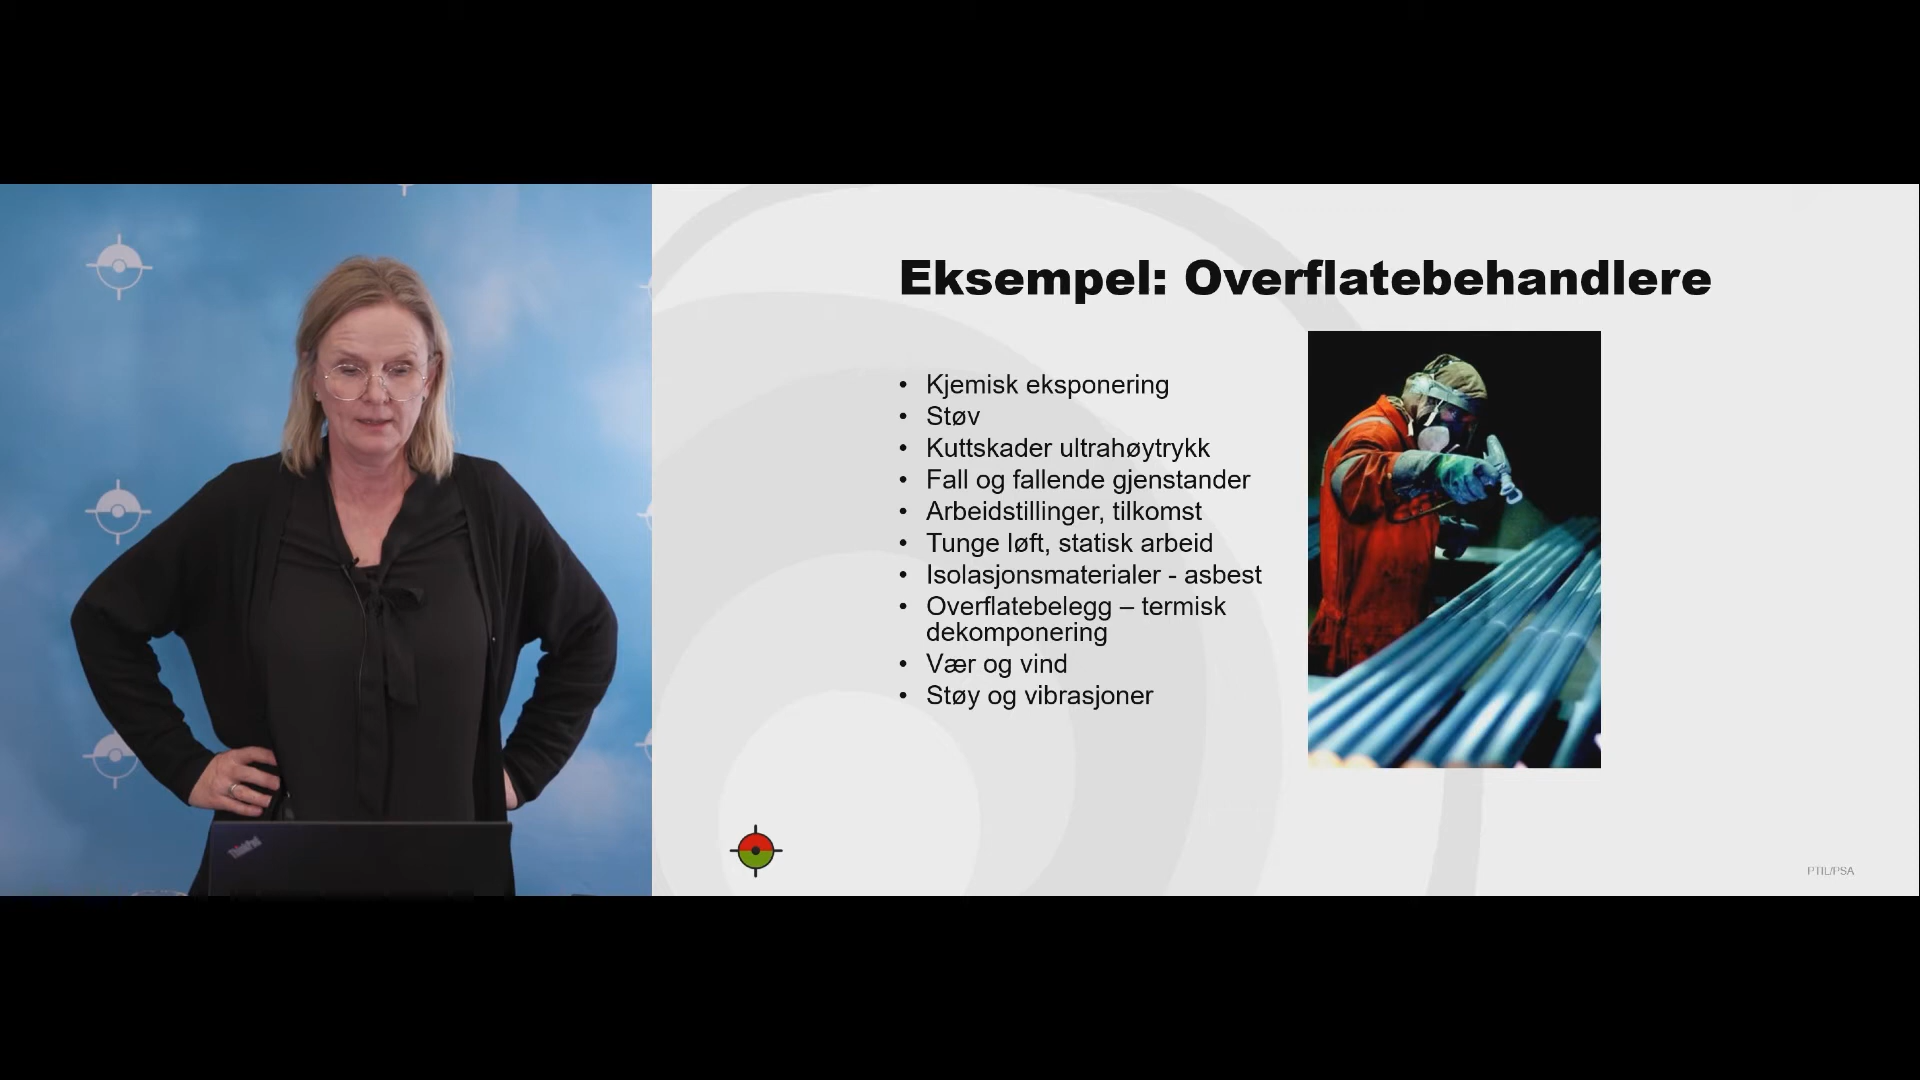 Eksempel: Overflatebehandlere
• Kjemisk eksponering
• Støv
• Kuttskader ultrahøytrykk
• Fall og fallende gjenstander
• Arbeidstillinger, tilkomst
• Tunge løft, statisk arbeid
• Isolasjonsmaterialer - asbest
• Overflatebelegg – termisk
dekomponering
• Vær og vind
• Støy og vibrasjoner
ThinkPad
PTIL/PSA